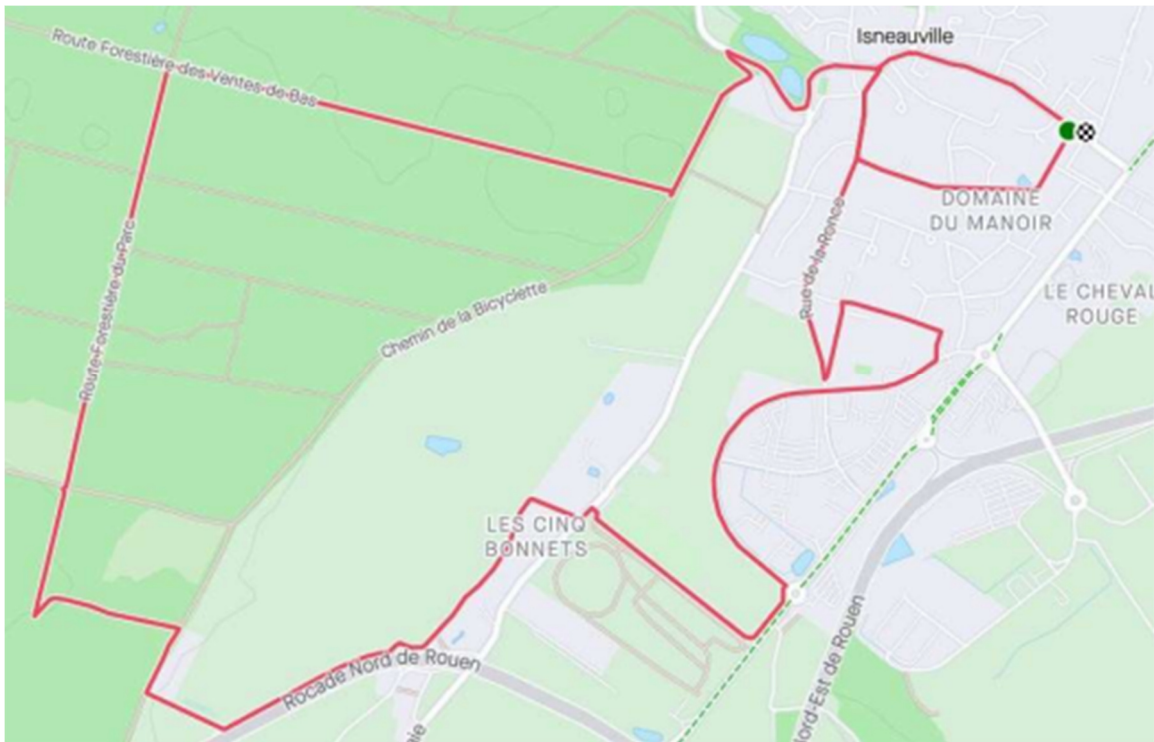 Isneauville
Route Forestière des Ventes-de-Bas
DOMAINE
DU MANOIR
Rue-de-la-Ronce
Route-Forestière-du-Parc
LE CHEVAL
ROUGE
Chemin de la Bicyclette
LES CINQ
BONNETS
Rocade Nord de Rouen
Nord-Est de Rouen